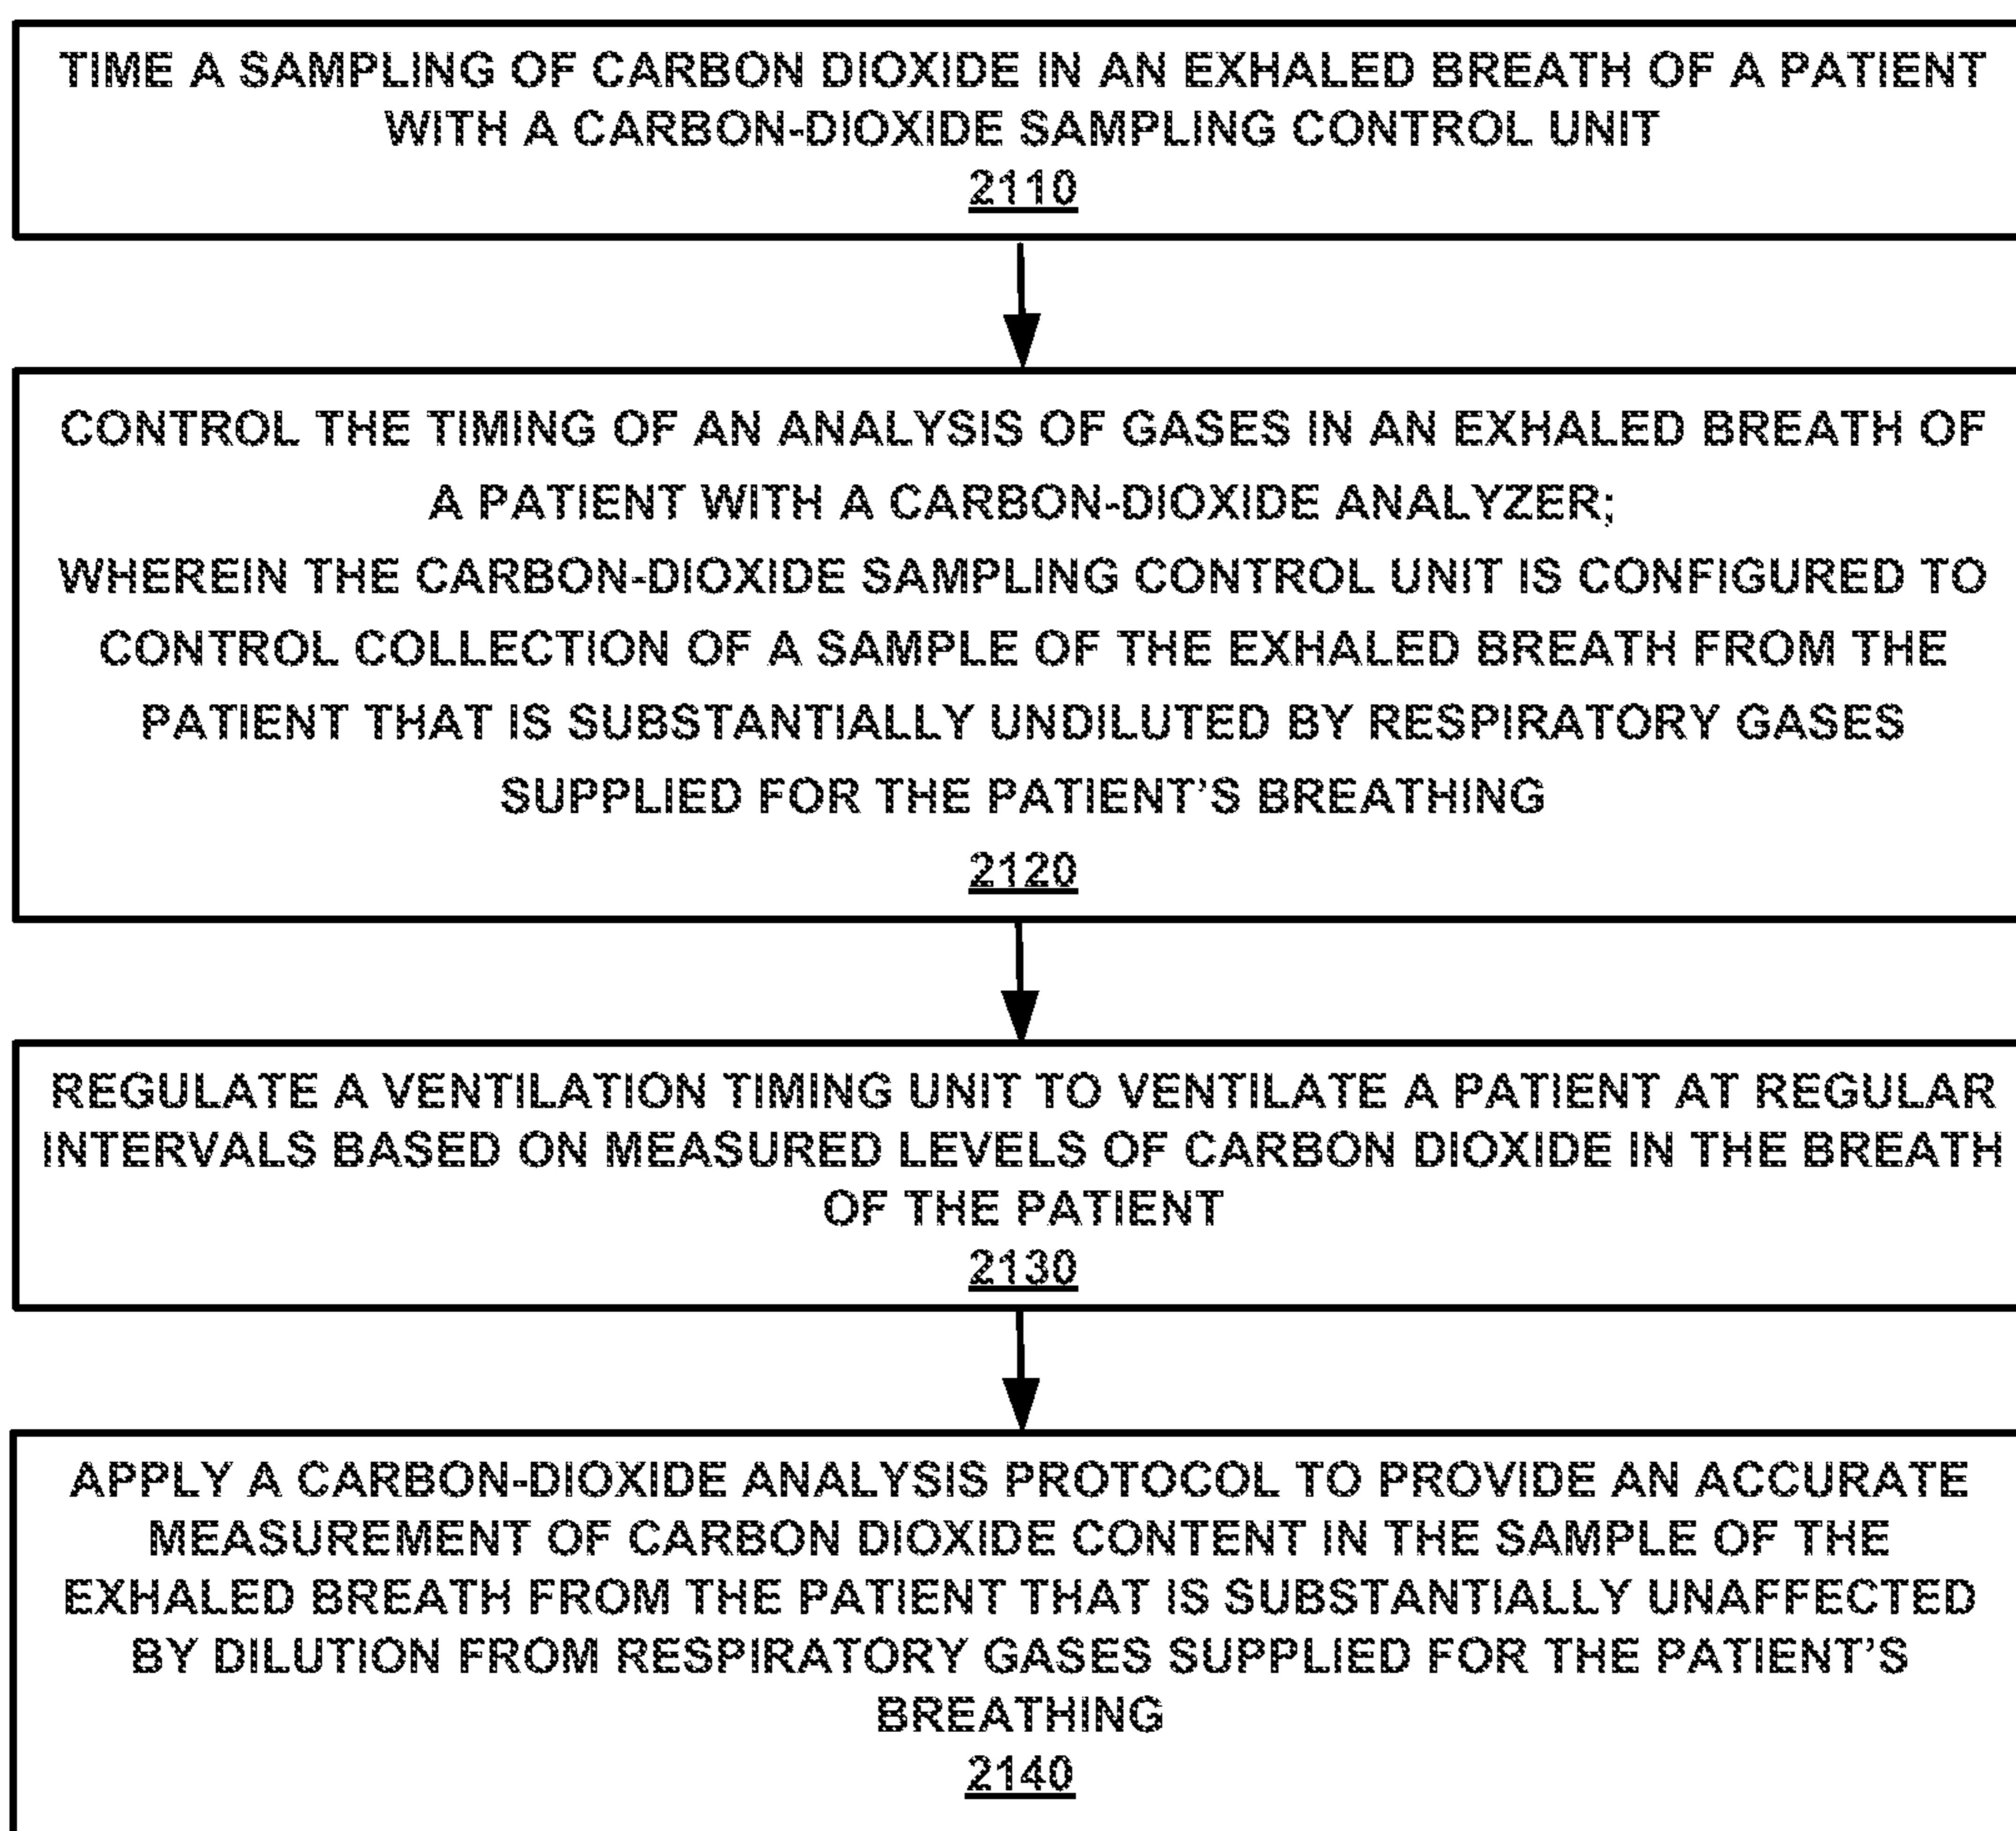 TIME A SAMPLING OF CARBON DIOXIDE IN AN EXHALED BREATH OF A PATIENT
WITH A CARBON-DIOXIDE SAMPLING CONTROL UNIT
2110
CONTROL THE TIMING OF AN ANALYSIS OF GASES IN AN EXHALED BREATH OF
A PATIENT WITH A CARBON-DIOXIDE ANALYZER;
WHEREIN THE CARBON-DIOXIDE SAMPLING CONTROL UNIT IS CONFIGURED TO
CONTROL COLLECTION OF A SAMPLE OF THE EXHALED BREATH FROM THE
PATIENT THAT IS SUBSTANTIALLY UNDILUTED BY RESPIRATORY GASES
SUPPLIED FOR THE PATIENT’S BREATHING
2120
REGULATE A VENTILATION TIMING UNIT TO VENTILATE A PATIENT AT REGULAR
INTERVALS BASED ON MEASURED LEVELS OF CARBON DIOXIDE IN THE BREATH
OF THE PATIENT
2130
APPLY A CARBON-DIOXIDE ANALYSIS PROTOCOL TO PROVIDE AN ACCURATE
MEASUREMENT OF CARBON DIOXIDE CONTENT IN THE SAMPLE OF THE
EXHALED BREATH FROM THE PATIENT THAT IS SUBSTANTIALLY UNAFFECTED
BY DILUTION FROM RESPIRATORY GASES SUPPLIED FOR THE PATIENT’S
BREATHING
2140